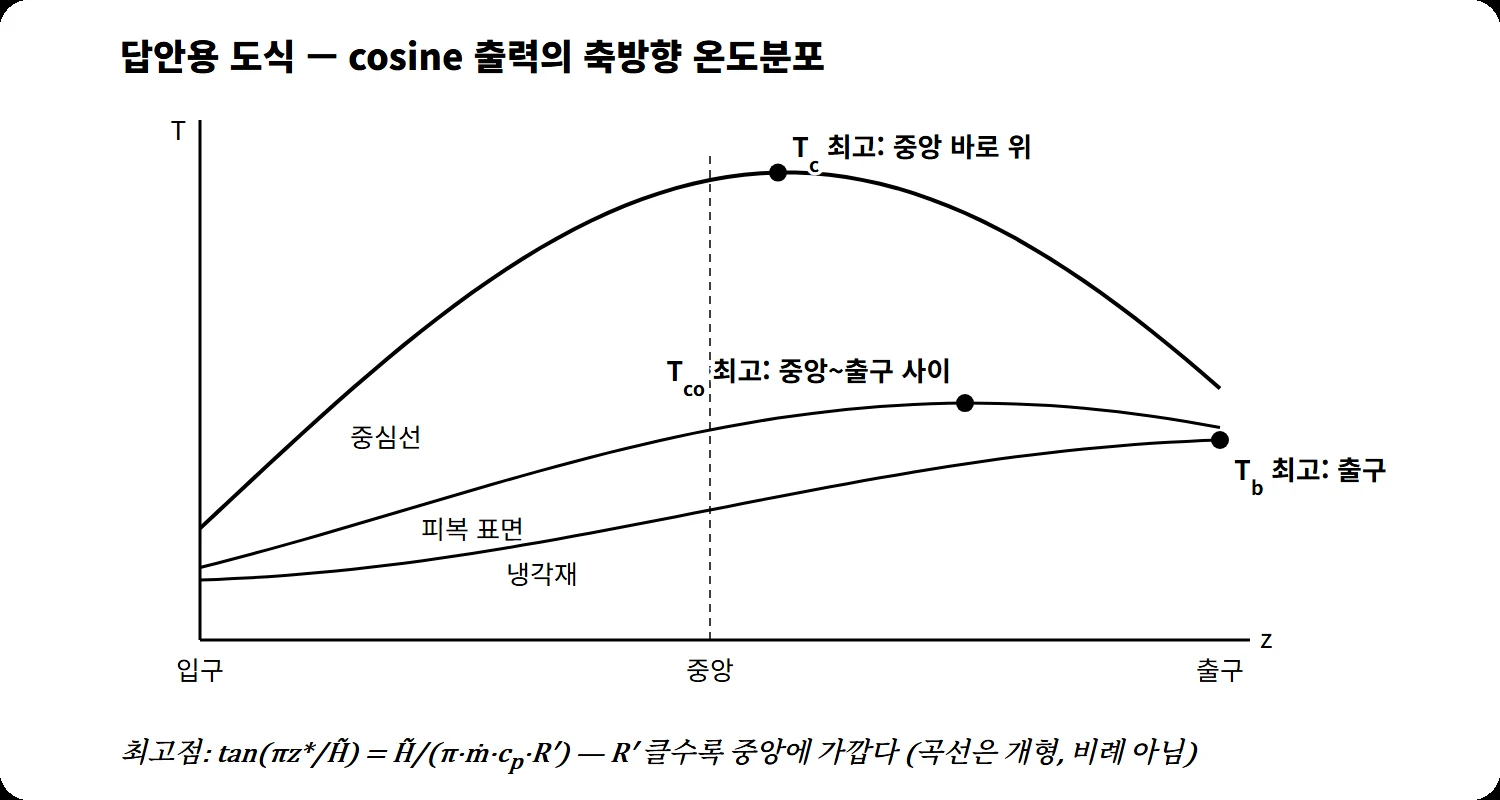 답안용 도식 — cosine 출력의 축방향 온도분포
T
T_c 최고: 중앙 바로 위
T_co 최고: 중앙~출구 사이
중심선
T_b 최고: 출구
피복 표면
냉각재
z
입구
중앙
출구
최고점: tan(πz*/H̃) = H̃/(π·ṁ·c_p·R′) — R′ 클수록 중앙에 가깝다 (곡선은 개형, 비례 아님)